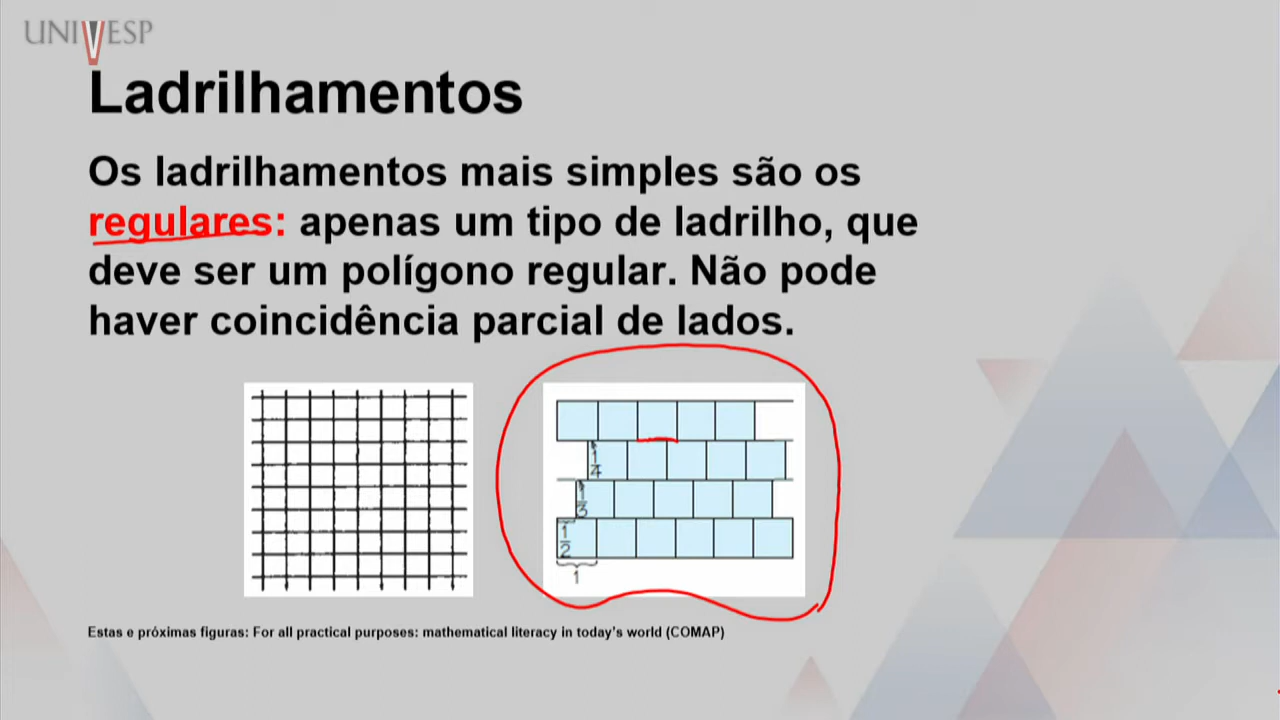 UNIVESP
Ladrilhamentos
Os ladrilhamentos mais simples são os
regulares: apenas um tipo de ladrilho, que
deve ser um polígono regular. Não pode
haver coincidência parcial de lados.
1
4
1
3
1
2
1
Estas e próximas figuras: For all practical purposes: mathematical literacy in today's world (COMAP)